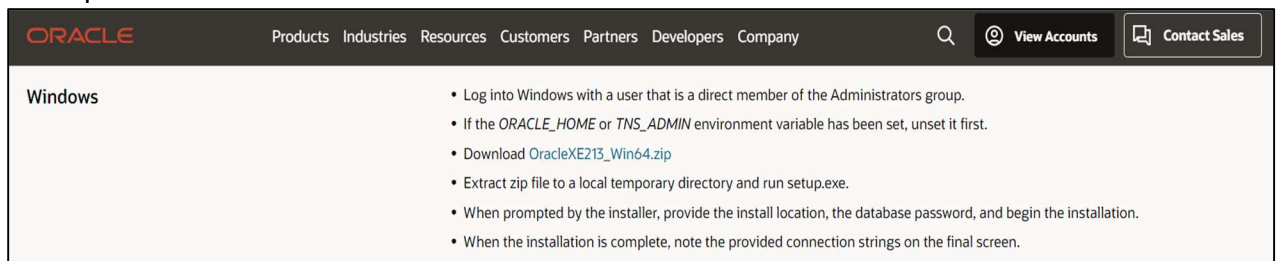 ORACLE
Products Industries Resources Customers Partners Developers Company
View Accounts
Contact Sales
Windows
• Log into Windows with a user that is a direct member of the Administrators group.
• If the ORACLE_HOME or TNS_ADMIN environment variable has been set, unset it first.
• Download OracleXE213_Win64.zip
• Extract zip file to a local temporary directory and run setup.exe.
• When prompted by the installer, provide the install location, the database password, and begin the installation.
• When the installation is complete, note the provided connection strings on the final screen.